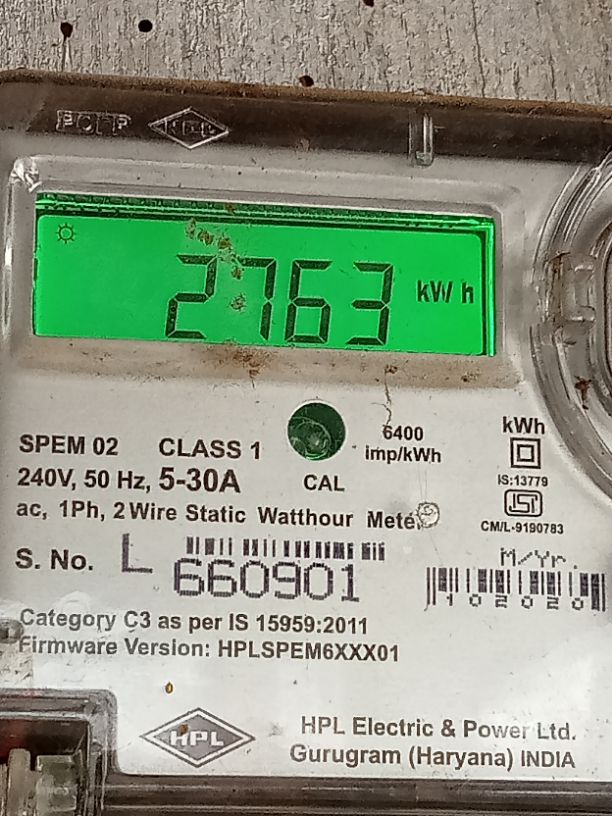 2763 kWh
SPEM 02 CLASS 1
240V, 50 Hz, 5-30A
CAL
6400
imp/kWh
kWh
IS:13779
ISI
CM/L-9190783
ac, 1Ph, 2 Wire Static Watthour Meter
S. No. L 660901
M/Yr.
102020
Category C3 as per IS 15959:2011
Firmware Version: HPLSPEM6XXX01
HPL
HPL Electric & Power Ltd.
Gurugram (Haryana) INDIA